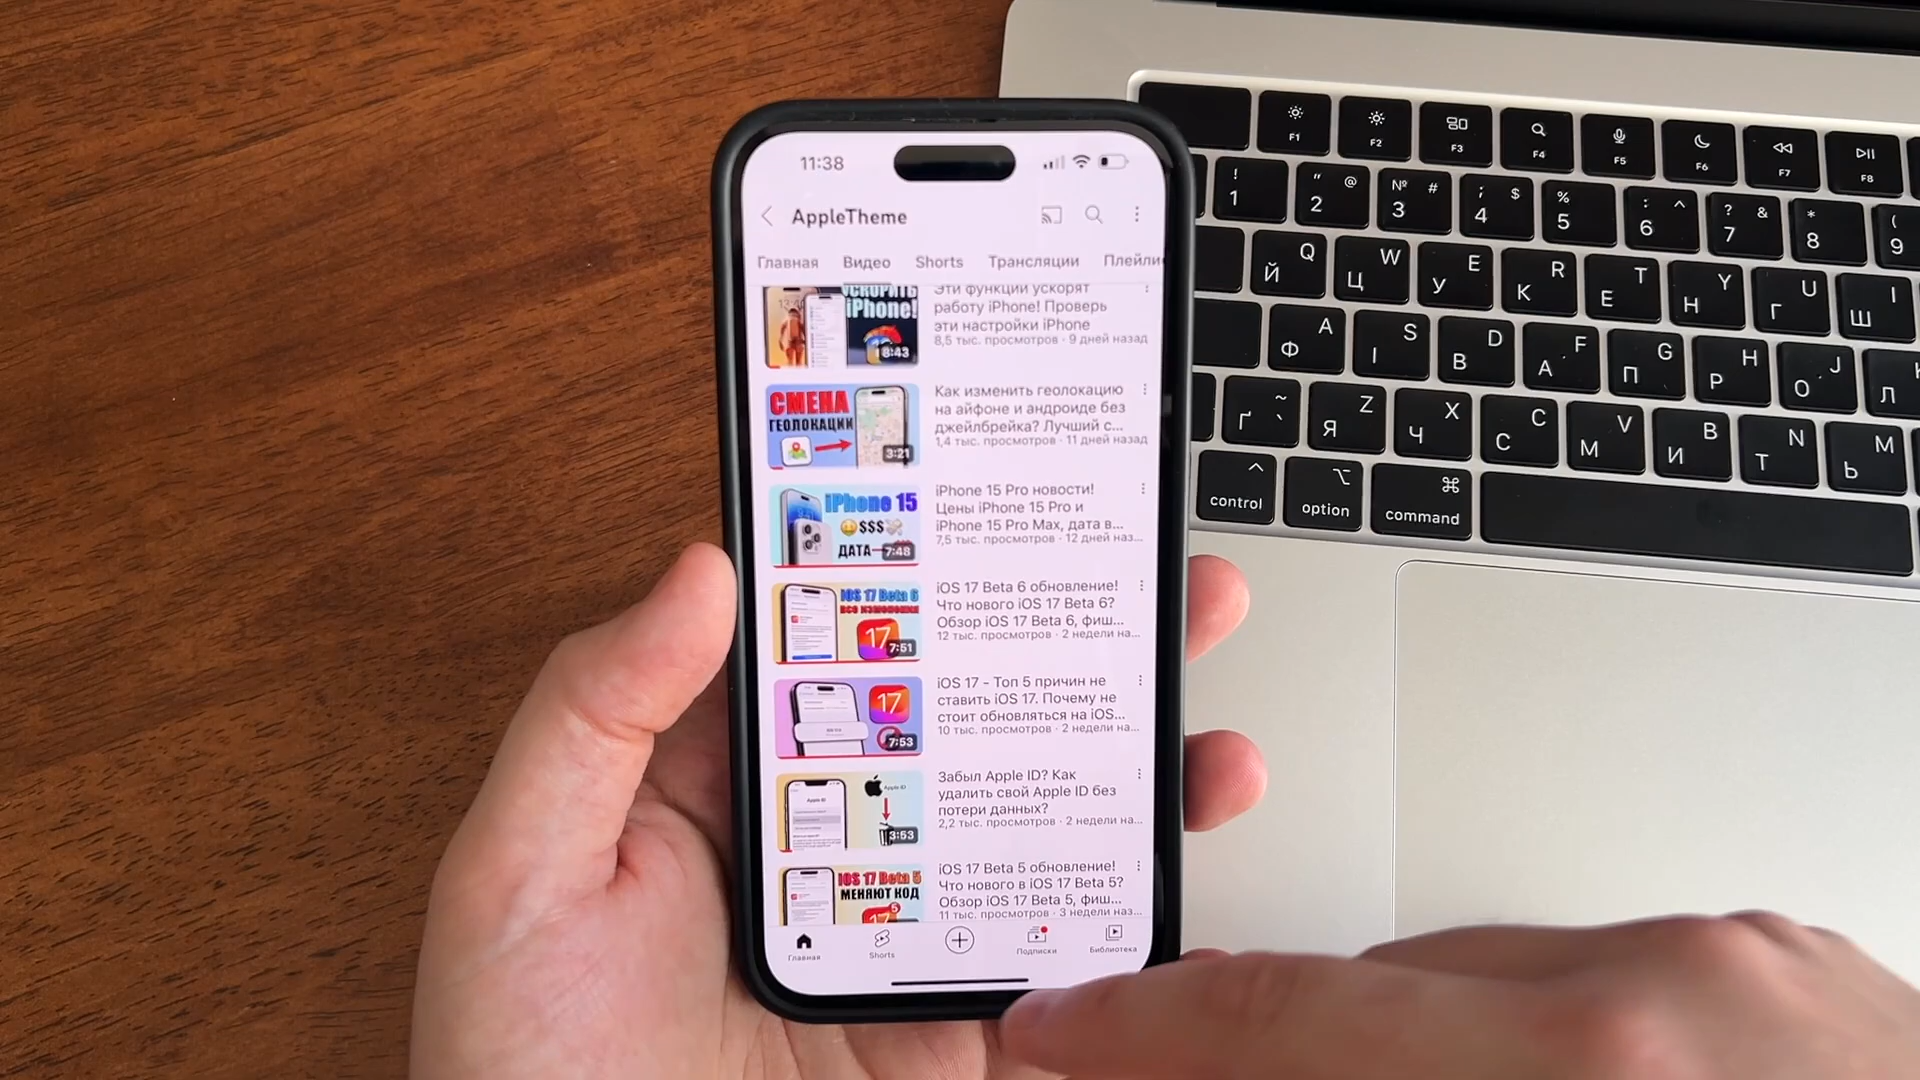 11:38
AppleTheme
Главная Видео Shorts Трансляции Плейли
УСКОРИТЬ
iPhone!
8:43
Эти функции ускорят
работу iPhone! Проверь
эти настройки iPhone
8,5 тыс. просмотров · 9 дней назад
СМЕНА
ГЕОЛОКАЦИИ
3:21
Как изменить геолокацию
на айфоне и андроиде без
джейлбрейка? Лучший с...
1,4 тыс. просмотров · 11 дней назад
iPhone 15
$$$
ДАТА
7:48
iPhone 15 Pro новости!
Цены iPhone 15 Pro и
iPhone 15 Pro Max, дата в...
7,5 тыс. просмотров · 12 дней наз...
iOS 17 Beta 6
ВСЕ ИЗМЕНЕНИЯ
17
7:51
iOS 17 Beta 6 обновление!
Что нового iOS 17 Beta 6?
Обзор iOS 17 Beta 6, фиш...
12 тыс. просмотров · 2 недели на...
17
7:53
iOS 17 - Топ 5 причин не
ставить iOS 17. Почему не
стоит обновляться на iOS...
10 тыс. просмотров · 2 недели на...
Apple ID
Apple ID
3:53
Забыл Apple ID? Как
удалить свой Apple ID без
потери данных?
2,2 тыс. просмотров · 2 недели на...
iOS 17 Beta 5
МЕНЯЮТ КОД
17
5
iOS 17 Beta 5 обновление!
Что нового в iOS 17 Beta 5?
Обзор iOS 17 Beta 5, фиш...
11 тыс. просмотров · 3 недели наз...
Главная Shorts Подписки Библиотека
F1 F2 F3 F4 F5 F6 F7 F8
! " @ № # ; $ % : ^ ? & * (
1 2 3 4 5 6 7 8 9
Q W E R T Y U I
Й Ц У К Е Н Г Ш
A S D F G H J
Ф І В А П Р О Л
~ Z X C V B N M
Ґ ` Я Ч С М И Т Ь
control option command